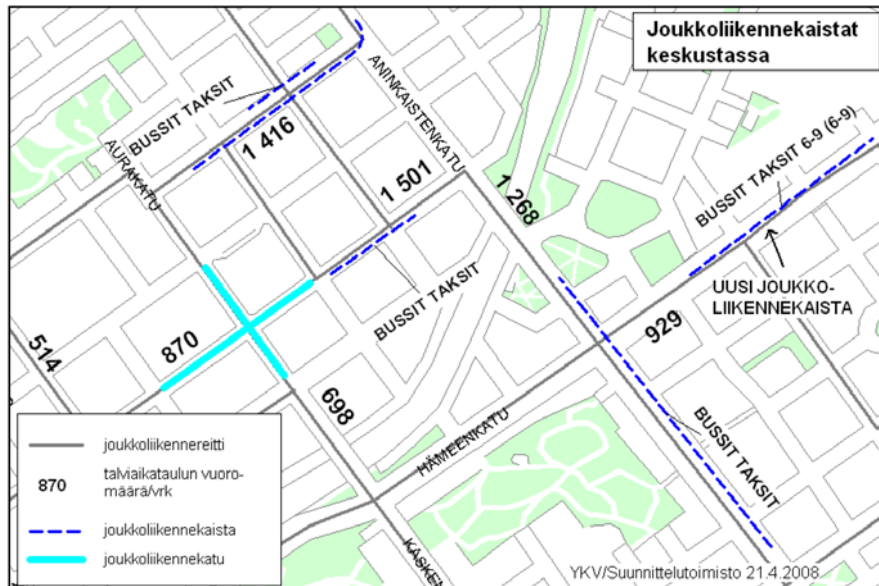 Joukkoliikennekaistat
keskustassa
BUSSIT TAKSIT
ANINKAISTENKATU
AURAKATU
1 416
1 501
1 268
BUSSIT TAKSIT 6-9 (6-9)
BUSSIT TAKSIT
UUSI JOUKKO-
LIIKENNEKAISTA
514
870
929
698
HÄMEENKATU
BUSSIT TAKSIT
KASKEN
joukkoliikennereitti
870
talviaikataulun vuoro-
määrä/vrk
joukkoliikennekaista
joukkoliikennekatu
YKV/Suunnittelutoimisto 21.4.2008